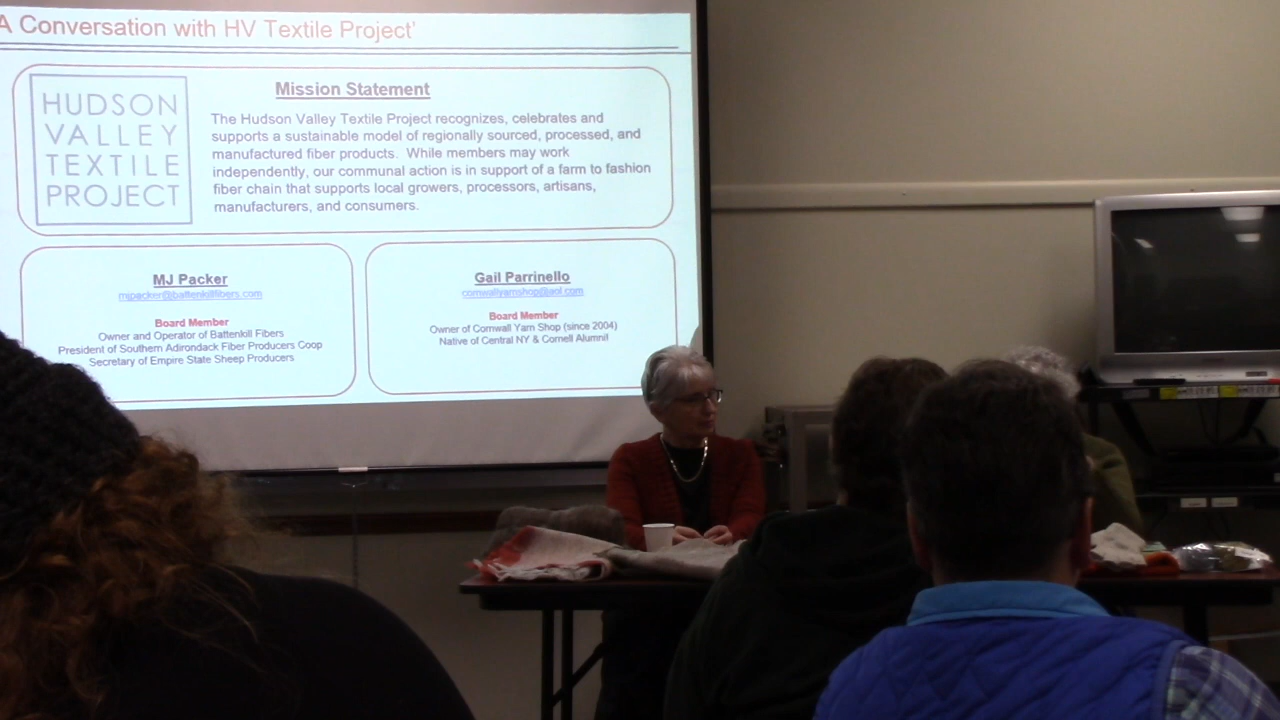 A Conversation with HV Textile Project'
HUDSON
VALLEY
TEXTILE
PROJECT
Mission Statement
The Hudson Valley Textile Project recognizes, celebrates and
supports a sustainable model of regionally sourced, processed, and
manufactured fiber products. While members may work
independently, our communal action is in support of a farm to fashion
fiber chain that supports local growers, processors, artisans,
manufacturers, and consumers.
MJ Packer
mjpacker@battenkillfibers.com
Board Member
Owner and Operator of Battenkill Fibers
President of Southern Adirondack Fiber Producers Coop
Secretary of Empire State Sheep Producers
Gail Parrinello
cornwallyarnshop@aol.com
Board Member
Owner of Cornwall Yarn Shop (since 2004)
Native of Central NY & Cornell Alumni!